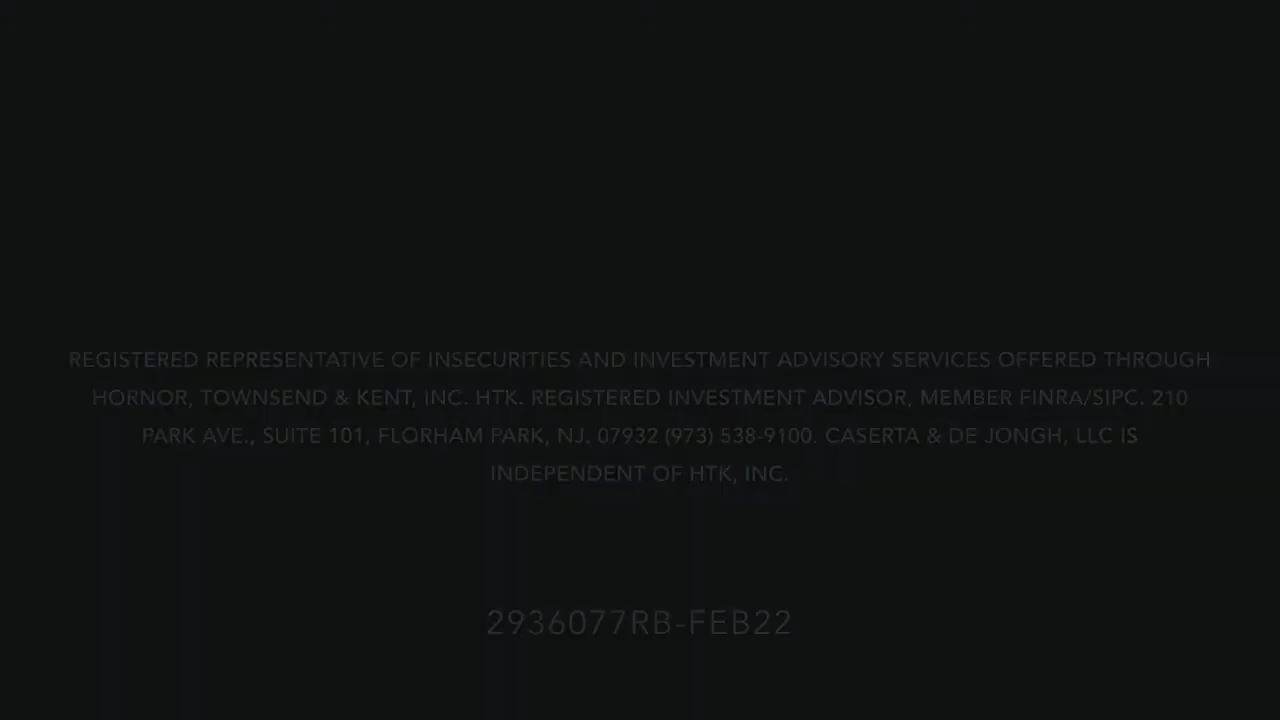 REGISTERED REPRESENTATIVE OF INSECURITIES AND INVESTMENT ADVISORY SERVICES OFFERED THROUGH
HORNOR, TOWNSEND & KENT, INC. HTK. REGISTERED INVESTMENT ADVISOR, MEMBER FINRA/SIPC. 210
PARK AVE., SUITE 101, FLORHAM PARK, NJ. 07932 (973) 538-9100. CASERTA & DE JONGH, LLC IS
INDEPENDENT OF HTK, INC.
2936077RB-FEB22